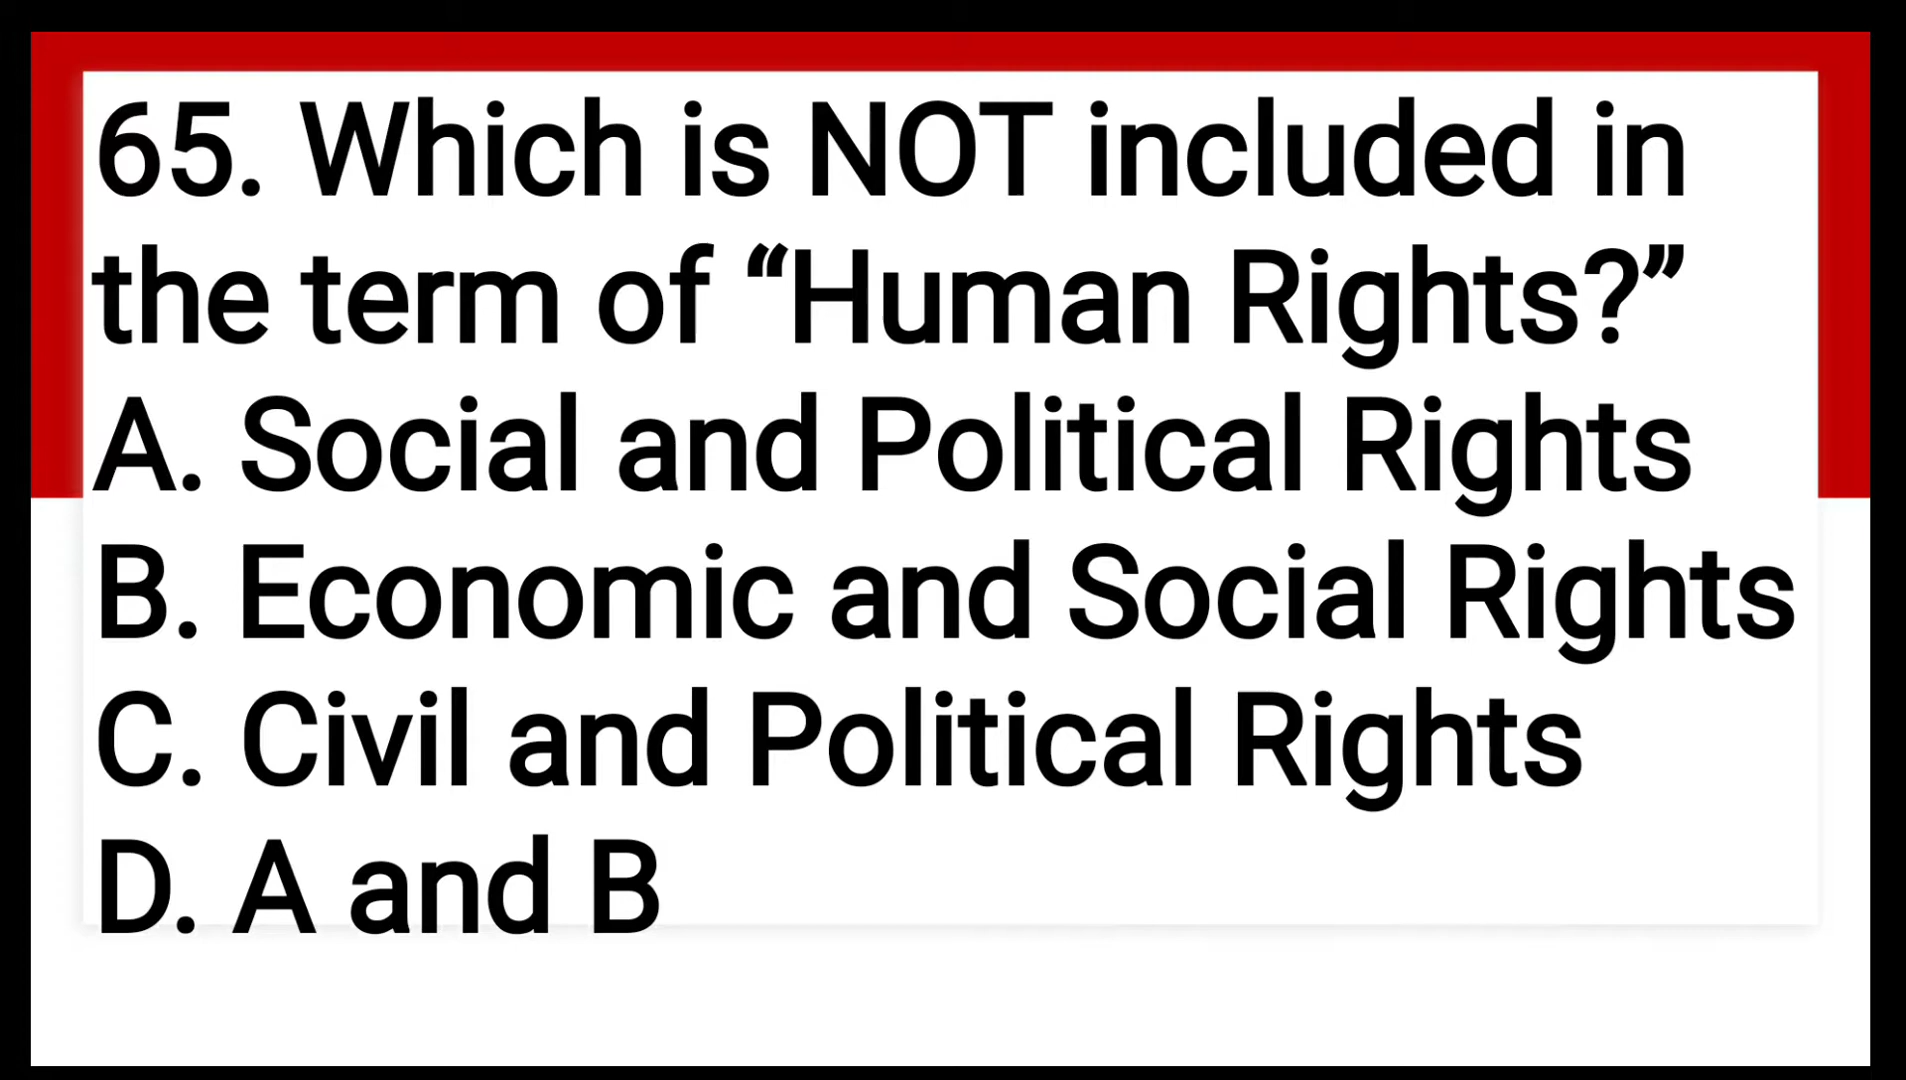 65. Which is NOT included in
the term of “Human Rights?”
A. Social and Political Rights
B. Economic and Social Rights
C. Civil and Political Rights
D. A and B